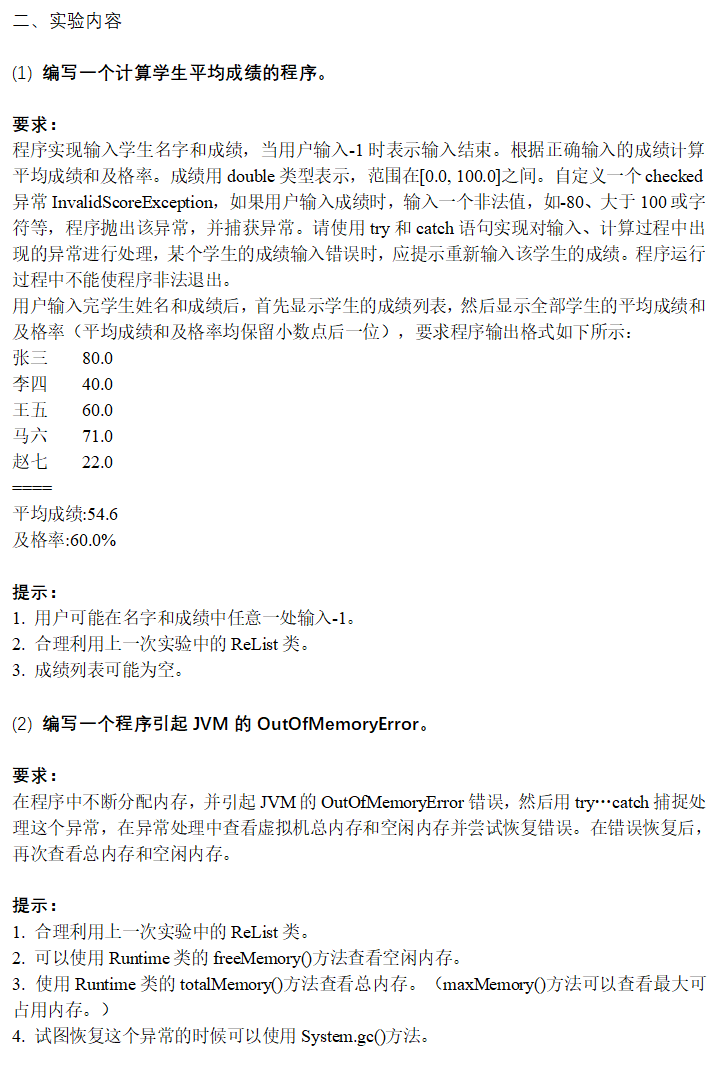 二、实验内容
(1) 编写一个计算学生平均成绩的程序。
要求：
程序实现输入学生名字和成绩，当用户输入-1时表示输入结束。根据正确输入的成绩计算
平均成绩和及格率。成绩用 double 类型表示，范围在[0.0, 100.0]之间。自定义一个 checked
异常 InvalidScoreException，如果用户输入成绩时，输入一个非法值，如-80、大于 100 或字
符等，程序抛出该异常，并捕获异常。请使用 try 和 catch 语句实现对输入、计算过程中出
现的异常进行处理，某个学生的成绩输入错误时，应提示重新输入该学生的成绩。程序运行
过程中不能使程序非法退出。
用户输入完学生姓名和成绩后，首先显示学生的成绩列表，然后显示全部学生的平均成绩和
及格率（平均成绩和及格率均保留小数点后一位），要求程序输出格式如下所示：
张三 80.0
李四 40.0
王五 60.0
马六 71.0
赵七 22.0
====
平均成绩:54.6
及格率:60.0%
提示：
1. 用户可能在名字和成绩中任意一处输入-1。
2. 合理利用上一次实验中的 ReList 类。
3. 成绩列表可能为空。
(2) 编写一个程序引起 JVM 的 OutOfMemoryError。
要求：
在程序中不断分配内存，并引起 JVM 的 OutOfMemoryError 错误，然后用 try…catch 捕捉处
理这个异常，在异常处理中查看虚拟机总内存和空闲内存并尝试恢复错误。在错误恢复后，
再次查看总内存和空闲内存。
提示：
1. 合理利用上一次实验中的 ReList 类。
2. 可以使用 Runtime 类的 freeMemory()方法查看空闲内存。
3. 使用 Runtime 类的 totalMemory()方法查看总内存。（maxMemory()方法可以查看最大可
占用内存。）
4. 试图恢复这个异常的时候可以使用 System.gc()方法。